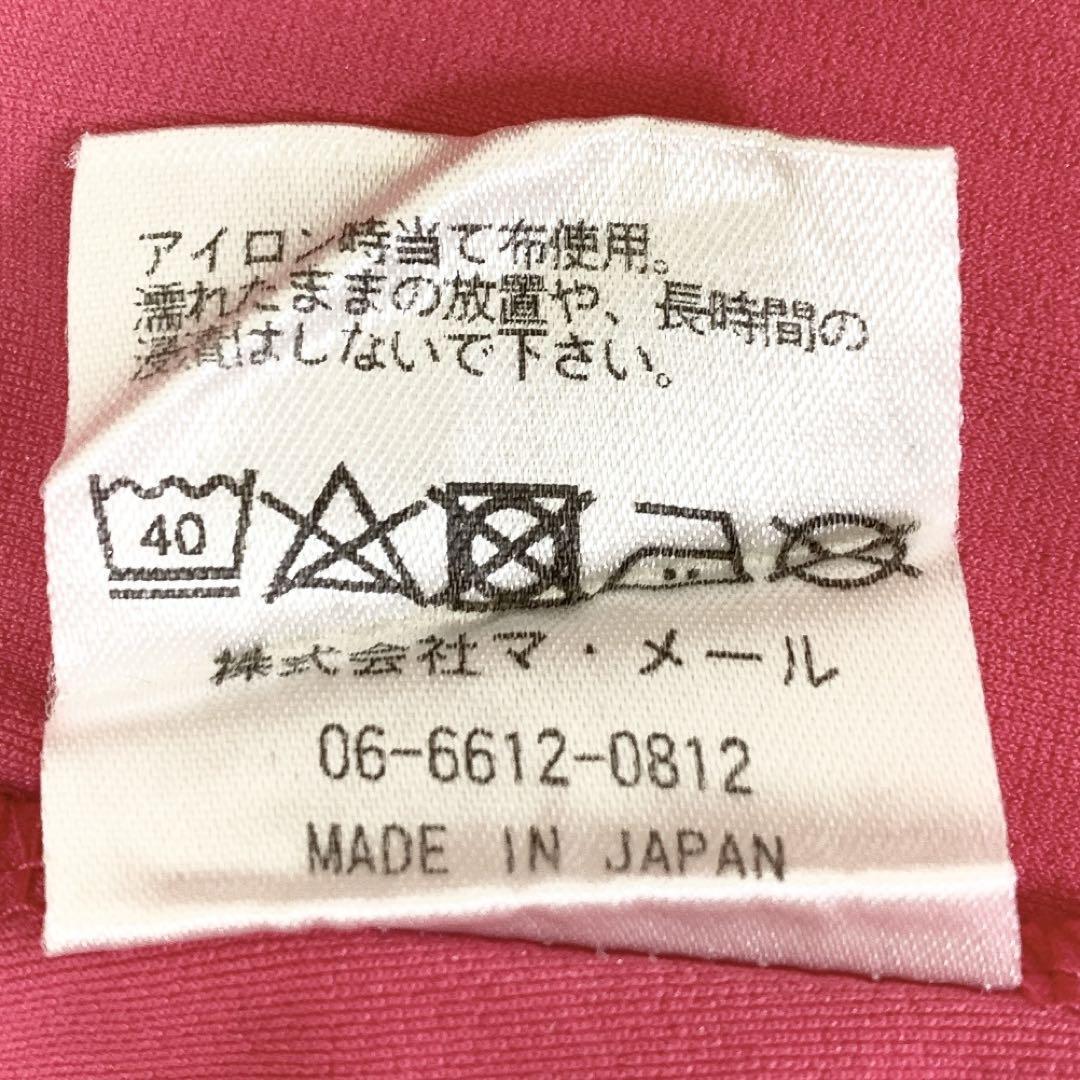 アイロン時当て布使用。
濡れたままの放置や、長時間の
浸漬はしないで下さい。
40
株式会社マ・メール
06-6612-0812
MADE IN JAPAN